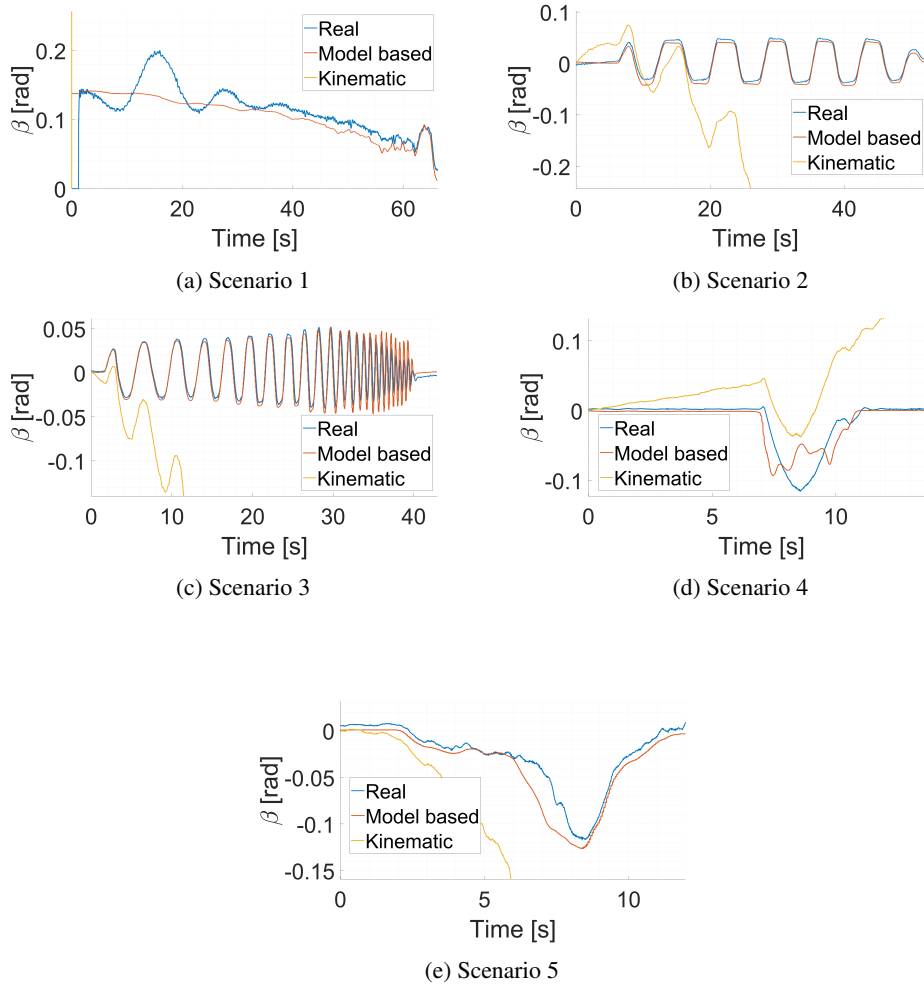 Real
Model based
Kinematic
0.2
0.1
0
β [rad]
0
20
40
60
Time [s]
(a) Scenario 1
0.1
0
-0.1
-0.2
β [rad]
Real
Model based
Kinematic
0
20
40
Time [s]
(b) Scenario 2
0.05
0
-0.05
-0.1
β [rad]
Real
Model based
Kinematic
0
10
20
30
40
Time [s]
(c) Scenario 3
0.1
0
-0.1
β [rad]
Real
Model based
Kinematic
0
5
10
Time [s]
(d) Scenario 4
0
-0.05
-0.1
-0.15
β [rad]
Real
Model based
Kinematic
0
5
10
Time [s]
(e) Scenario 5